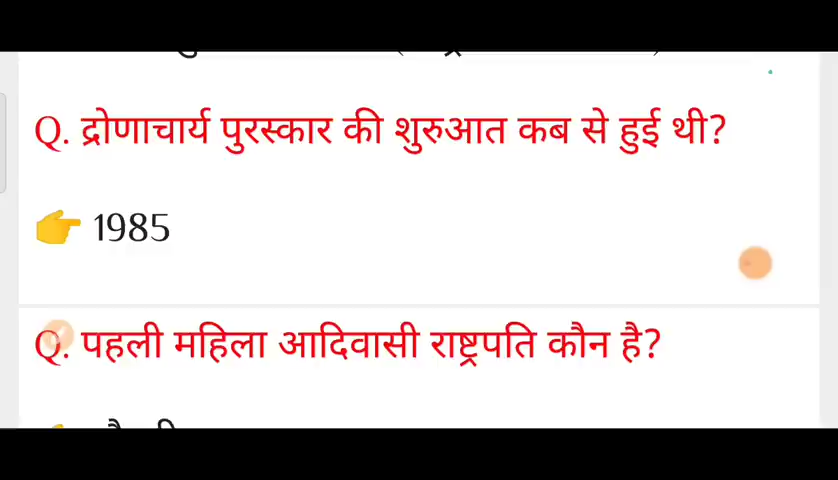 Q. द्रोणाचार्य पुरस्कार की शुरुआत कब से हुई थी?
👉 1985
Q. पहली महिला आदिवासी राष्ट्रपति कौन है?